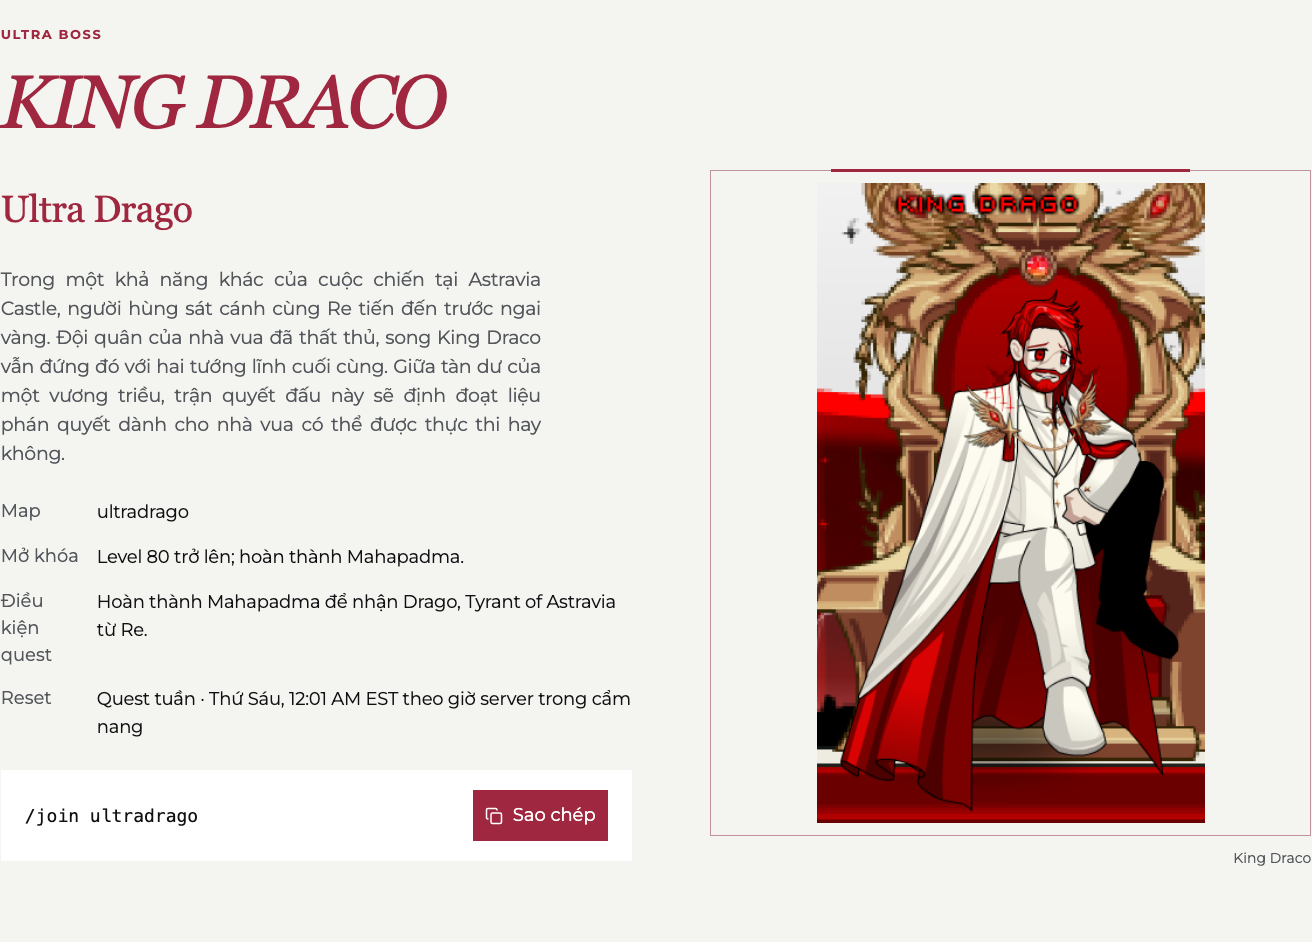 ULTRA BOSS
KING DRACO
Ultra Drago
Trong một khả năng khác của cuộc chiến tại Astravia
Castle, người hùng sát cánh cùng Re tiến đến trước ngai
vàng. Đội quân của nhà vua đã thất thủ, song King Draco
vẫn đứng đó với hai tướng lĩnh cuối cùng. Giữa tàn dư của
một vương triều, trận quyết đấu này sẽ định đoạt liệu
phán quyết dành cho nhà vua có thể được thực thi hay
không.
Map
ultradrago
Mở khóa
Level 80 trở lên; hoàn thành Mahapadma.
Điều
kiện
quest
Hoàn thành Mahapadma để nhận Drago, Tyrant of Astravia
từ Re.
Reset
Quest tuần · Thứ Sáu, 12:01 AM EST theo giờ server trong cẩm
nang
/join ultradrago
Sao chép
KING DRAGO
King Draco